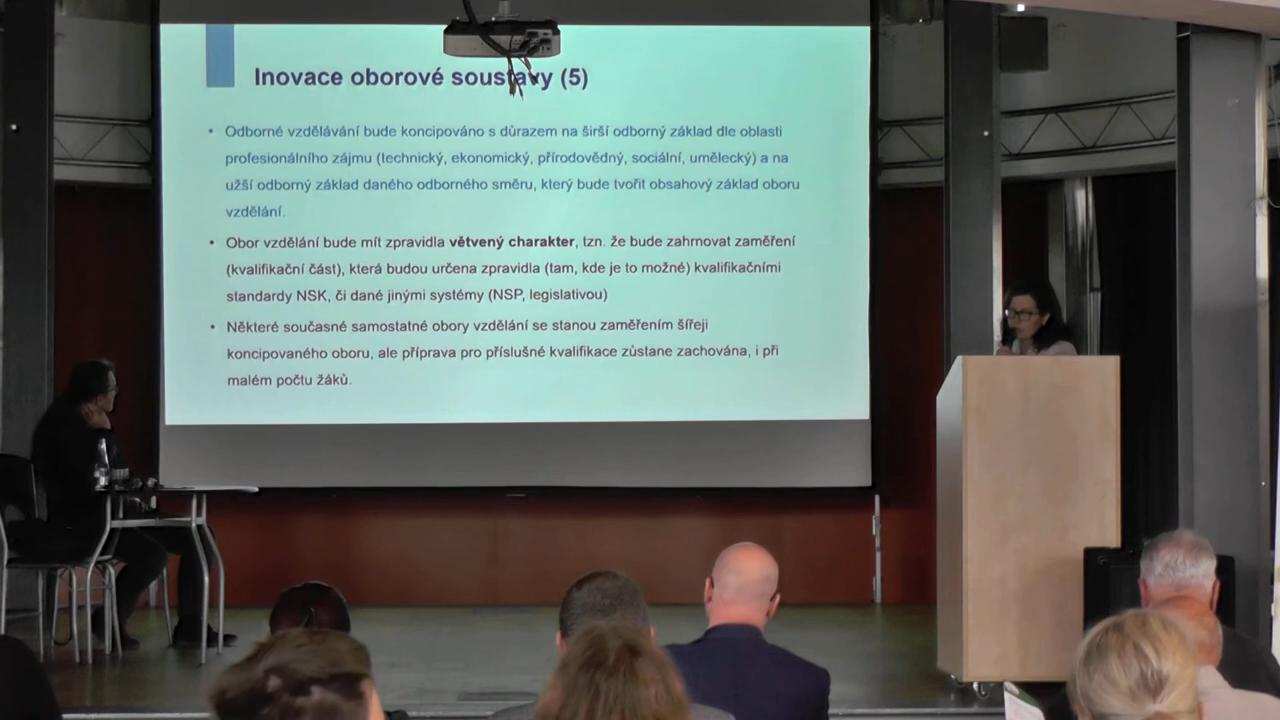 Inovace oborové soustavy (5)
• Odborné vzdělávání bude koncipováno s důrazem na širší odborný základ dle oblasti
profesionálního zájmu (technický, ekonomický, přírodovědný, sociální, umělecký) a na
užší odborný základ daného odborného směru, který bude tvořit obsahový základ oboru
vzdělání.
• Obor vzdělání bude mít zpravidla větvený charakter, tzn. že bude zahrnovat zaměření
(kvalifikační část), která budou určena zpravidla (tam, kde je to možné) kvalifikačními
standardy NSK, či dané jinými systémy (NSP, legislativou)
• Některé současné samostatné obory vzdělání se stanou zaměřením šířeji
koncipovaného oboru, ale příprava pro příslušné kvalifikace zůstane zachována, i při
malém počtu žáků.